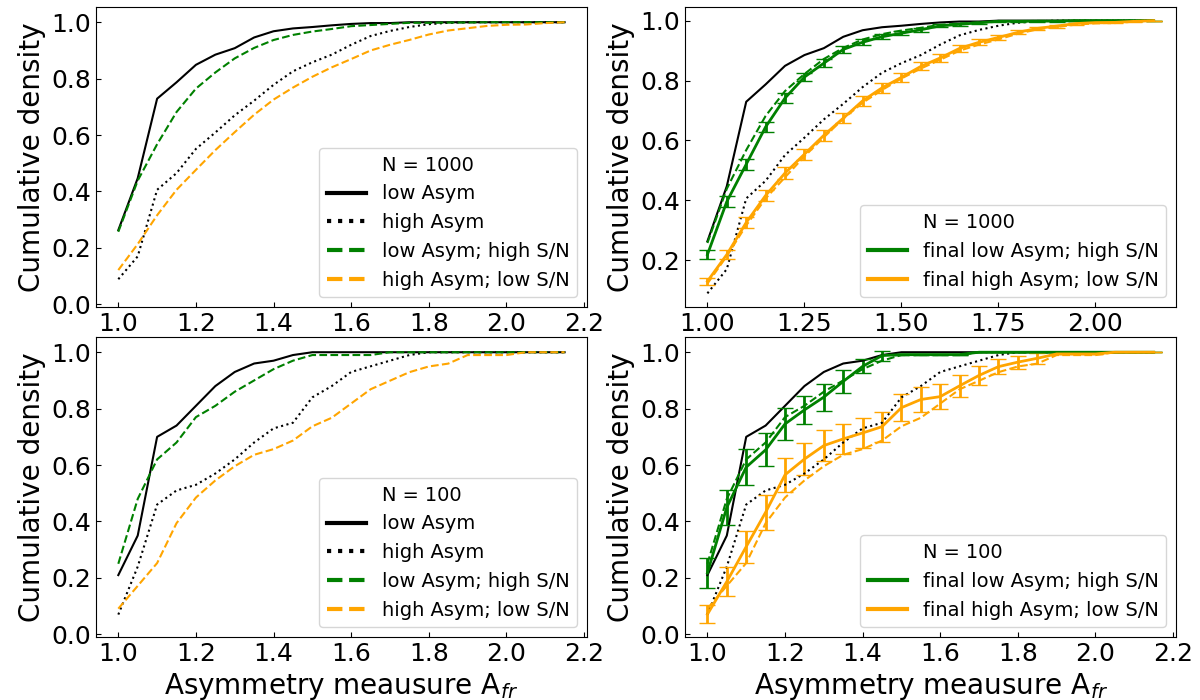 Cumulative density
1.0
0.8
0.6
0.4
0.2
0.0
1.0 1.2 1.4 1.6 1.8 2.0 2.2
N = 1000
low Asym
high Asym
low Asym; high S/N
high Asym; low S/N
Cumulative density
1.0
0.8
0.6
0.4
0.2
1.00 1.25 1.50 1.75 2.00
N = 1000
final low Asym; high S/N
final high Asym; low S/N
Cumulative density
1.0
0.8
0.6
0.4
0.2
0.0
1.0 1.2 1.4 1.6 1.8 2.0 2.2
N = 100
low Asym
high Asym
low Asym; high S/N
high Asym; low S/N
Asymmetry meausure A_fr
Cumulative density
1.0
0.8
0.6
0.4
0.2
0.0
1.0 1.2 1.4 1.6 1.8 2.0 2.2
N = 100
final low Asym; high S/N
final high Asym; low S/N
Asymmetry meausure A_fr